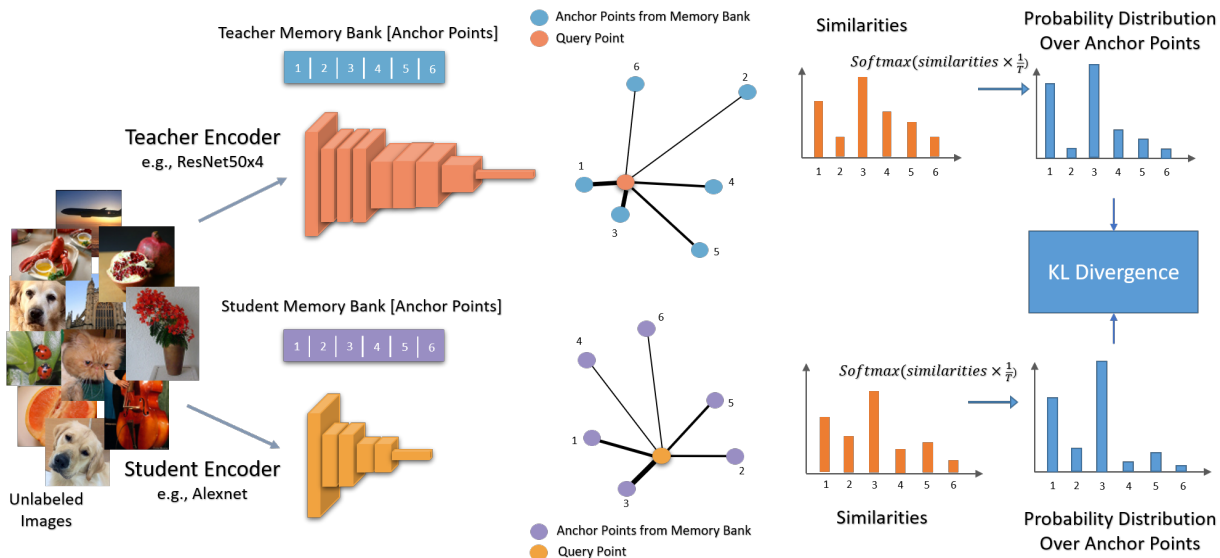 Teacher Memory Bank [Anchor Points]
1 2 3 4 5 6
Teacher Encoder
e.g., ResNet50x4
Anchor Points from Memory Bank
Query Point
6
2
1
4
3
5
Similarities
Softmax(similarities × 1/T)
1 2 3 4 5 6
Probability Distribution
Over Anchor Points
1 2 3 4 5 6
KL Divergence
Student Memory Bank [Anchor Points]
1 2 3 4 5 6
Student Encoder
e.g., Alexnet
Unlabeled
Images
6
4
5
1
2
3
Anchor Points from Memory Bank
Query Point
Softmax(similarities × 1/T)
1 2 3 4 5 6
Similarities
1 2 3 4 5 6
Probability Distribution
Over Anchor Points